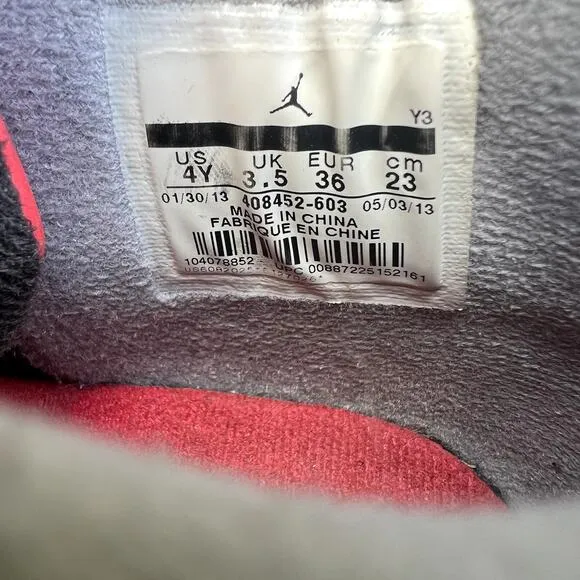 Y3
US UK EUR cm
4Y 3.5 36 23
01/30/13 408452-603 05/03/13
MADE IN CHINA
FABRIQUE EN CHINE
104078852 UPC 00887225152161